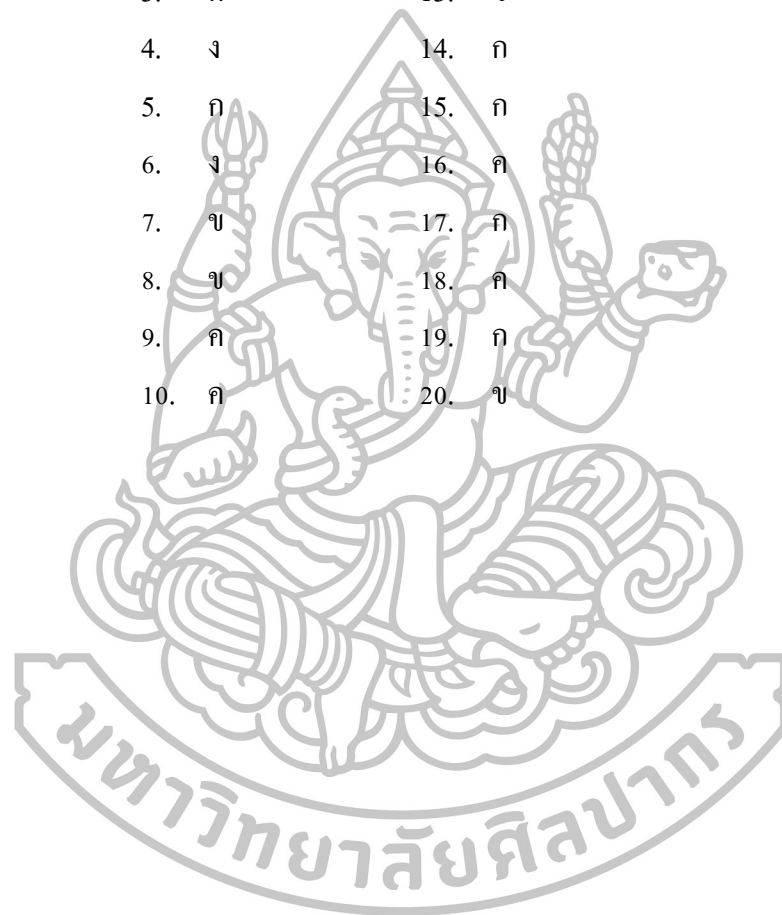 4. ง 14. ก
5. ก 15. ก
6. ง 16. ค
7. ข 17. ก
8. ข 18. ค
9. ค 19. ก
10. ค 20. ข
มหาวิทยาลัยศิลปากร